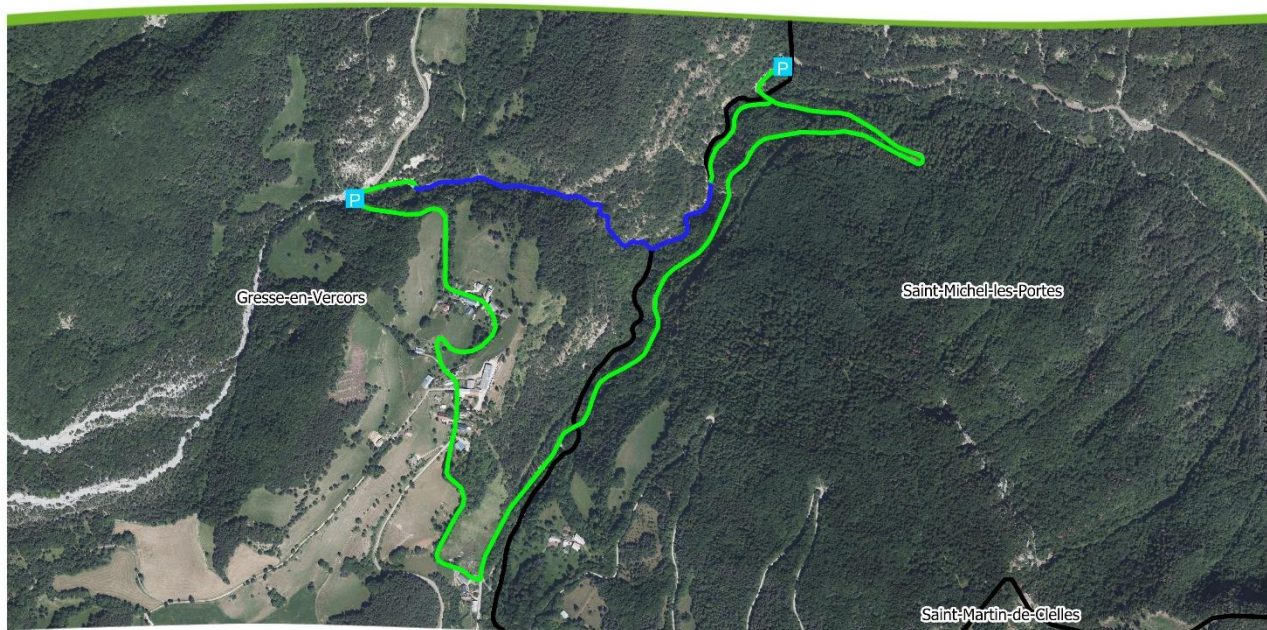 P
P
Gresse-en-Vercors
Saint-Michel-les-Portes
Saint-Martin-de-Clelles